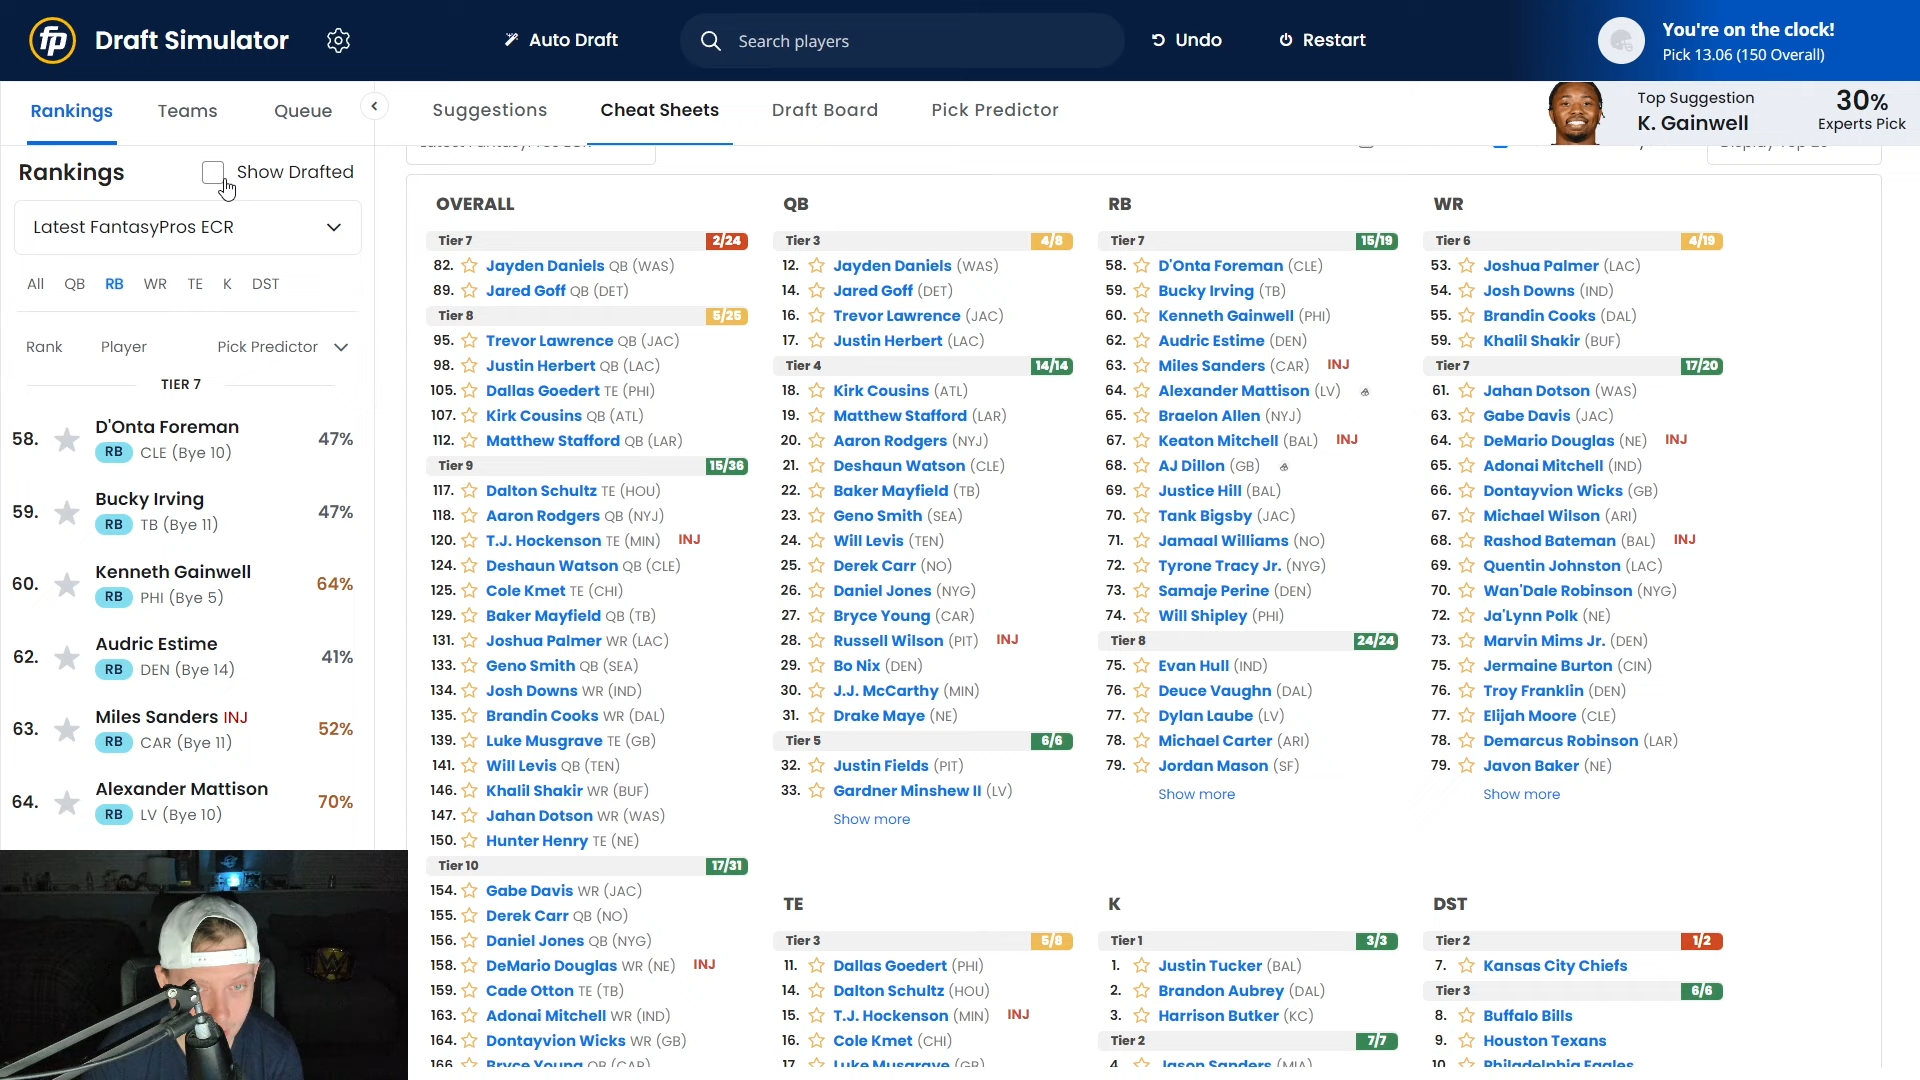 fp Draft Simulator
Auto Draft
Search players
Undo
Restart
You're on the clock!
Pick 13.06 (150 Overall)
Rankings Teams Queue
Suggestions Cheat Sheets Draft Board Pick Predictor
Top Suggestion
K. Gainwell
30%
Experts Pick
Rankings
Show Drafted
Latest FantasyPros ECR
All QB RB WR TE K DST
Rank Player Pick Predictor
TIER 7
58. D'Onta Foreman 47%
RB CLE (Bye 10)
59. Bucky Irving 47%
RB TB (Bye 11)
60. Kenneth Gainwell 64%
RB PHI (Bye 5)
62. Audric Estime 41%
RB DEN (Bye 14)
63. Miles Sanders INJ 52%
RB CAR (Bye 11)
64. Alexander Mattison 70%
RB LV (Bye 10)
OVERALL
Tier 7 2/24
82. Jayden Daniels QB (WAS)
89. Jared Goff QB (DET)
Tier 8 5/25
95. Trevor Lawrence QB (JAC)
98. Justin Herbert QB (LAC)
105. Dallas Goedert TE (PHI)
107. Kirk Cousins QB (ATL)
112. Matthew Stafford QB (LAR)
Tier 9 15/36
117. Dalton Schultz TE (HOU)
118. Aaron Rodgers QB (NYJ)
120. T.J. Hockenson TE (MIN) INJ
124. Deshaun Watson QB (CLE)
125. Cole Kmet TE (CHI)
129. Baker Mayfield QB (TB)
131. Joshua Palmer WR (LAC)
133. Geno Smith QB (SEA)
134. Josh Downs WR (IND)
135. Brandin Cooks WR (DAL)
139. Luke Musgrave TE (GB)
141. Will Levis QB (TEN)
146. Khalil Shakir WR (BUF)
147. Jahan Dotson WR (WAS)
150. Hunter Henry TE (NE)
Tier 10 17/31
154. Gabe Davis WR (JAC)
155. Derek Carr QB (NO)
156. Daniel Jones QB (NYG)
158. DeMario Douglas WR (NE) INJ
159. Cade Otton TE (TB)
163. Adonai Mitchell WR (IND)
164. Dontayvion Wicks WR (GB)
166. Bryce Young QB (CAR)
QB
Tier 3 4/8
12. Jayden Daniels (WAS)
14. Jared Goff (DET)
16. Trevor Lawrence (JAC)
17. Justin Herbert (LAC)
Tier 4 14/14
18. Kirk Cousins (ATL)
19. Matthew Stafford (LAR)
20. Aaron Rodgers (NYJ)
21. Deshaun Watson (CLE)
22. Baker Mayfield (TB)
23. Geno Smith (SEA)
24. Will Levis (TEN)
25. Derek Carr (NO)
26. Daniel Jones (NYG)
27. Bryce Young (CAR)
28. Russell Wilson (PIT) INJ
29. Bo Nix (DEN)
30. J.J. McCarthy (MIN)
31. Drake Maye (NE)
Tier 5 6/6
32. Justin Fields (PIT)
33. Gardner Minshew II (LV)
Show more
RB
Tier 7 15/19
58. D'Onta Foreman (CLE)
59. Bucky Irving (TB)
60. Kenneth Gainwell (PHI)
62. Audric Estime (DEN)
63. Miles Sanders (CAR) INJ
64. Alexander Mattison (LV)
65. Braelon Allen (NYJ)
67. Keaton Mitchell (BAL) INJ
68. AJ Dillon (GB)
69. Justice Hill (BAL)
70. Tank Bigsby (JAC)
71. Jamaal Williams (NO)
72. Tyrone Tracy Jr. (NYG)
73. Samaje Perine (DEN)
74. Will Shipley (PHI)
Tier 8 24/24
75. Evan Hull (IND)
76. Deuce Vaughn (DAL)
77. Dylan Laube (LV)
78. Michael Carter (ARI)
79. Jordan Mason (SF)
Show more
WR
Tier 6 4/19
53. Joshua Palmer (LAC)
54. Josh Downs (IND)
55. Brandin Cooks (DAL)
59. Khalil Shakir (BUF)
Tier 7 17/20
61. Jahan Dotson (WAS)
63. Gabe Davis (JAC)
64. DeMario Douglas (NE) INJ
65. Adonai Mitchell (IND)
66. Dontayvion Wicks (GB)
67. Michael Wilson (ARI)
68. Rashod Bateman (BAL) INJ
69. Quentin Johnston (LAC)
70. Wan'Dale Robinson (NYG)
72. Ja'Lynn Polk (NE)
73. Marvin Mims Jr. (DEN)
75. Jermaine Burton (CIN)
76. Troy Franklin (DEN)
77. Elijah Moore (CLE)
78. Demarcus Robinson (LAR)
79. Javon Baker (NE)
Show more
TE
Tier 3 5/8
11. Dallas Goedert (PHI)
14. Dalton Schultz (HOU)
15. T.J. Hockenson (MIN) INJ
16. Cole Kmet (CHI)
17. Luke Musgrave (GB)
K
Tier 1 3/3
1. Justin Tucker (BAL)
2. Brandon Aubrey (DAL)
3. Harrison Butker (KC)
Tier 2 7/7
4. Jason Sanders (MIA)
DST
Tier 2 1/2
7. Kansas City Chiefs
Tier 3 6/6
8. Buffalo Bills
9. Houston Texans
10. Philadelphia Eagles